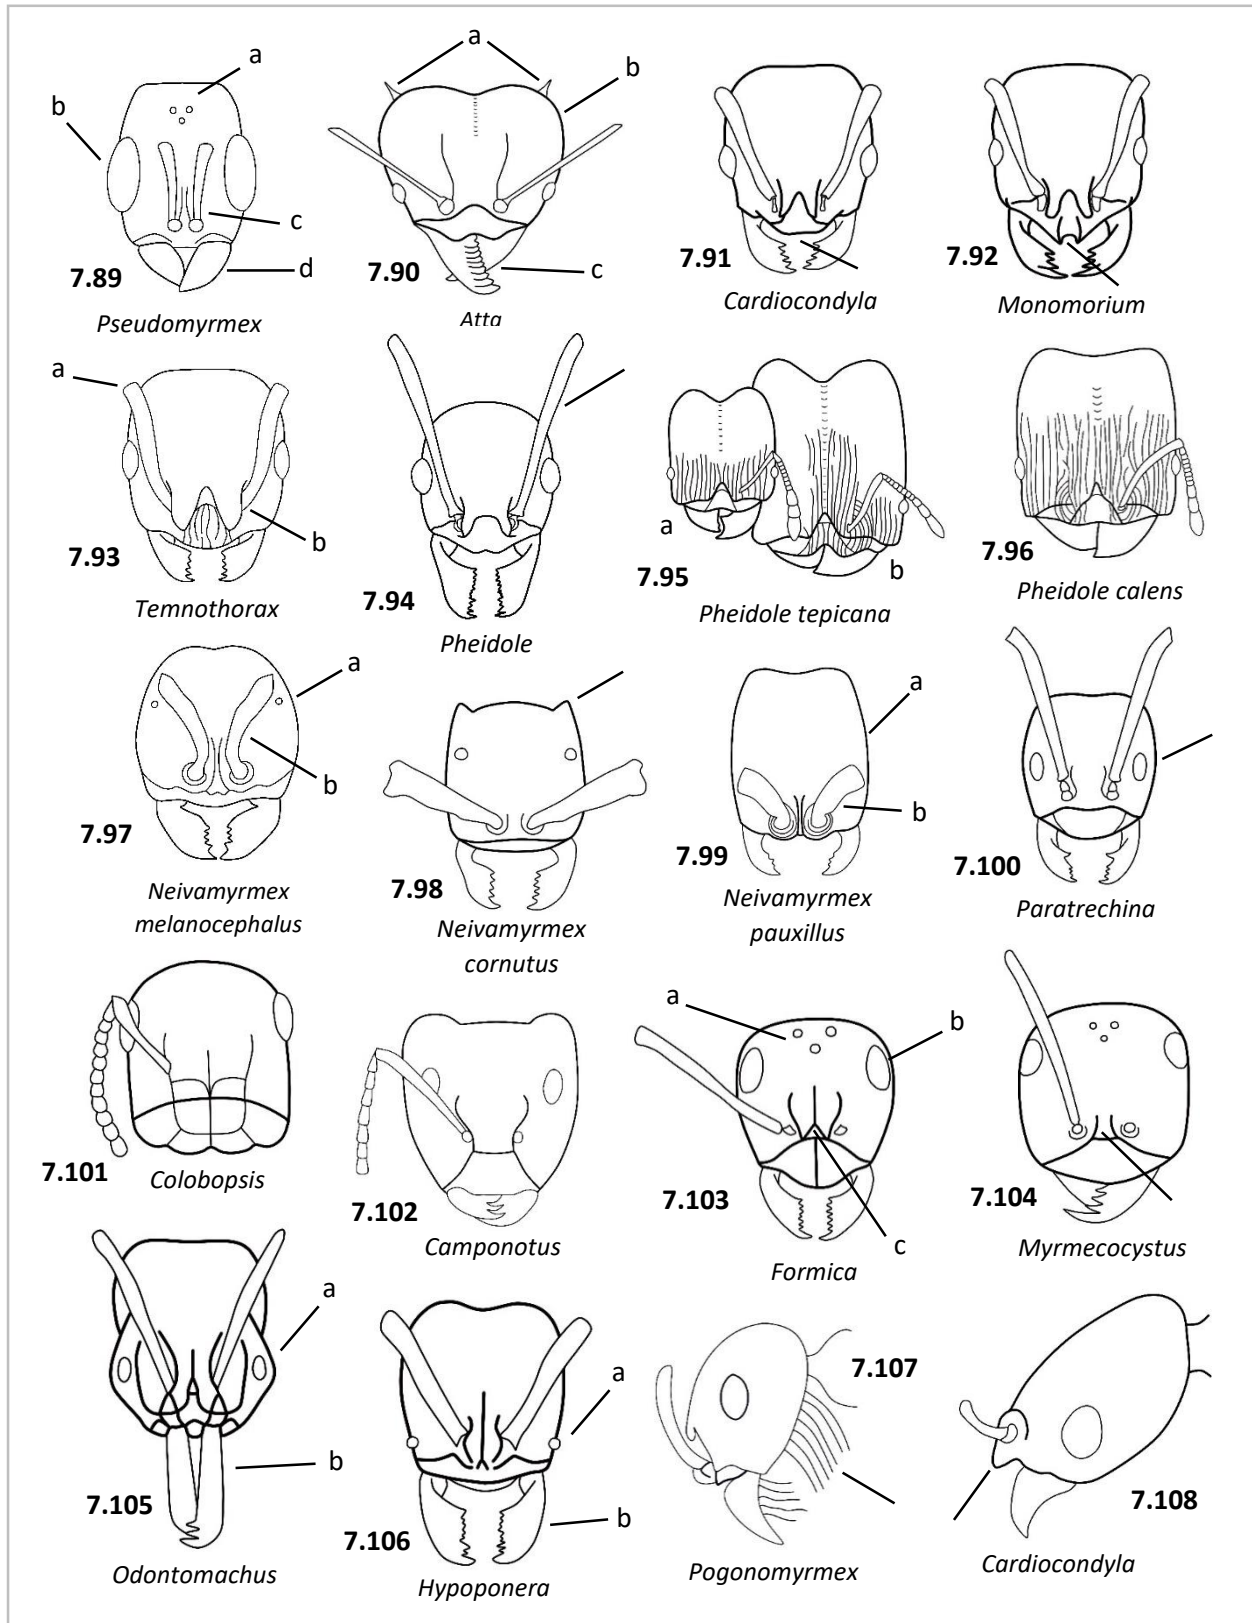 a
b
c
d
7.89
Pseudomyrmex
a
b
c
7.90
Atta
7.91
Cardiocondyla
7.92
Monomorium
a
b
7.93
Temnothorax
7.94
Pheidole
a
b
7.95
Pheidole tepicana
7.96
Pheidole calens
a
b
7.97
Neivamyrmex
melanocephalus
7.98
Neivamyrmex
cornutus
a
b
7.99
Neivamyrmex
pauxillus
7.100
Paratrechina
7.101
Colobopsis
7.102
Camponotus
a
b
c
7.103
Formica
7.104
Myrmecocystus
a
b
7.105
Odontomachus
a
b
7.106
Hypoponera
7.107
Pogonomyrmex
7.108
Cardiocondyla